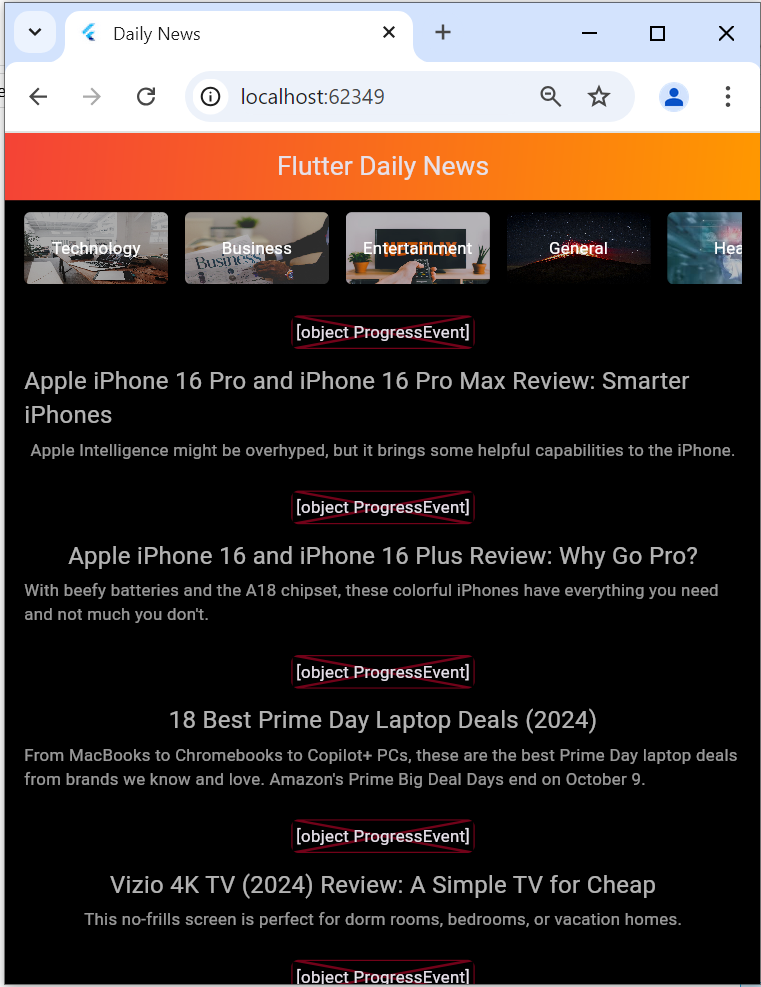 Daily News
localhost:62349
Flutter Daily News
Technology
Business
Business
Entertainment
NETFLIX
General
Hea
[object ProgressEvent]
Apple iPhone 16 Pro and iPhone 16 Pro Max Review: Smarter
iPhones
Apple Intelligence might be overhyped, but it brings some helpful capabilities to the iPhone.
[object ProgressEvent]
Apple iPhone 16 and iPhone 16 Plus Review: Why Go Pro?
With beefy batteries and the A18 chipset, these colorful iPhones have everything you need
and not much you don't.
[object ProgressEvent]
18 Best Prime Day Laptop Deals (2024)
From MacBooks to Chromebooks to Copilot+ PCs, these are the best Prime Day laptop deals
from brands we know and love. Amazon's Prime Big Deal Days end on October 9.
[object ProgressEvent]
Vizio 4K TV (2024) Review: A Simple TV for Cheap
This no-frills screen is perfect for dorm rooms, bedrooms, or vacation homes.
[object ProgressEvent]